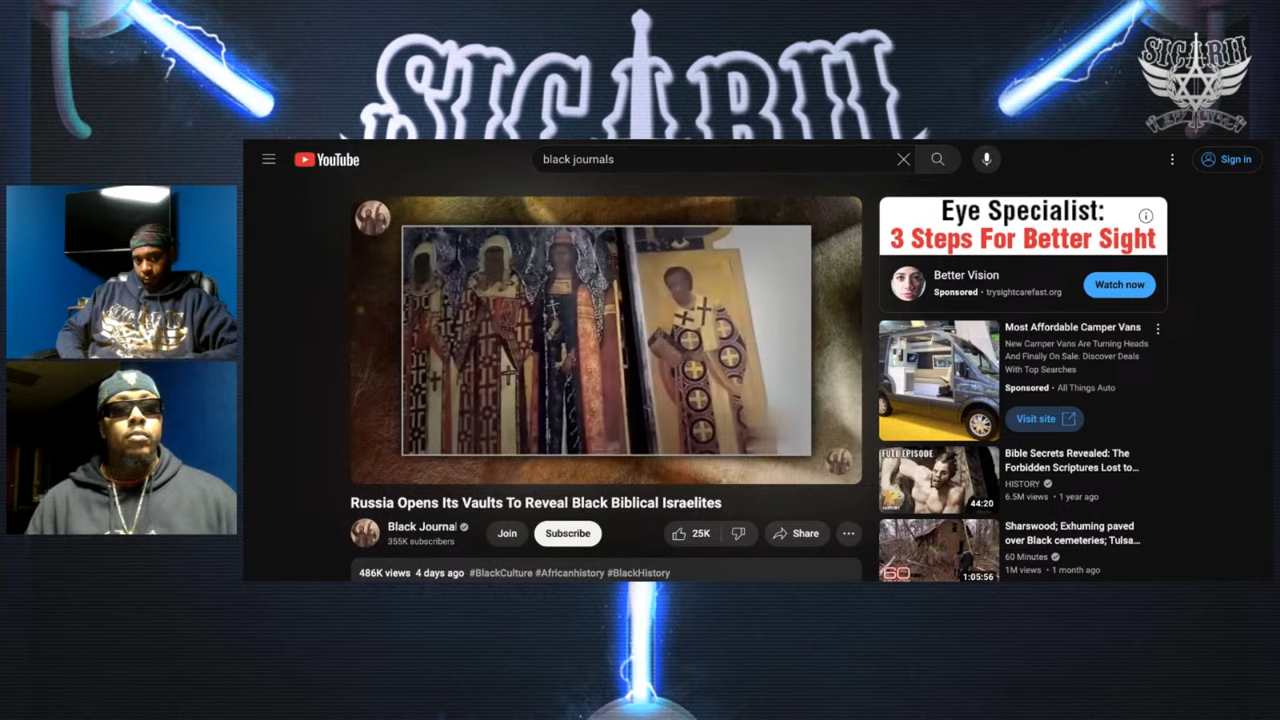 SICARII
SICARII
YouTube
black journals
Sign in
Eye Specialist:
3 Steps For Better Sight
Better Vision
Sponsored • trysightcarefast.org
Watch now
Most Affordable Camper Vans
New Camper Vans Are Turning Heads
And Finally On Sale. Discover Deals
With Top Searches
Sponsored • All Things Auto
Visit site
Russia Opens Its Vaults To Reveal Black Biblical Israelites
Black Journal
355K subscribers
Join
Subscribe
25K
Share
486K views 4 days ago #BlackCulture #Africanhistory #BlackHistory
FULL EPISODE
44:20
Bible Secrets Revealed: The
Forbidden Scriptures Lost to...
HISTORY
6.5M views • 1 year ago
60
1:05:56
Sharswood; Exhuming paved
over Black cemeteries; Tulsa...
60 Minutes
1M views • 1 month ago